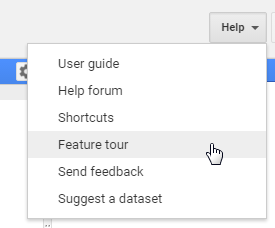 Help
User guide
Help forum
Shortcuts
Feature tour
Send feedback
Suggest a dataset